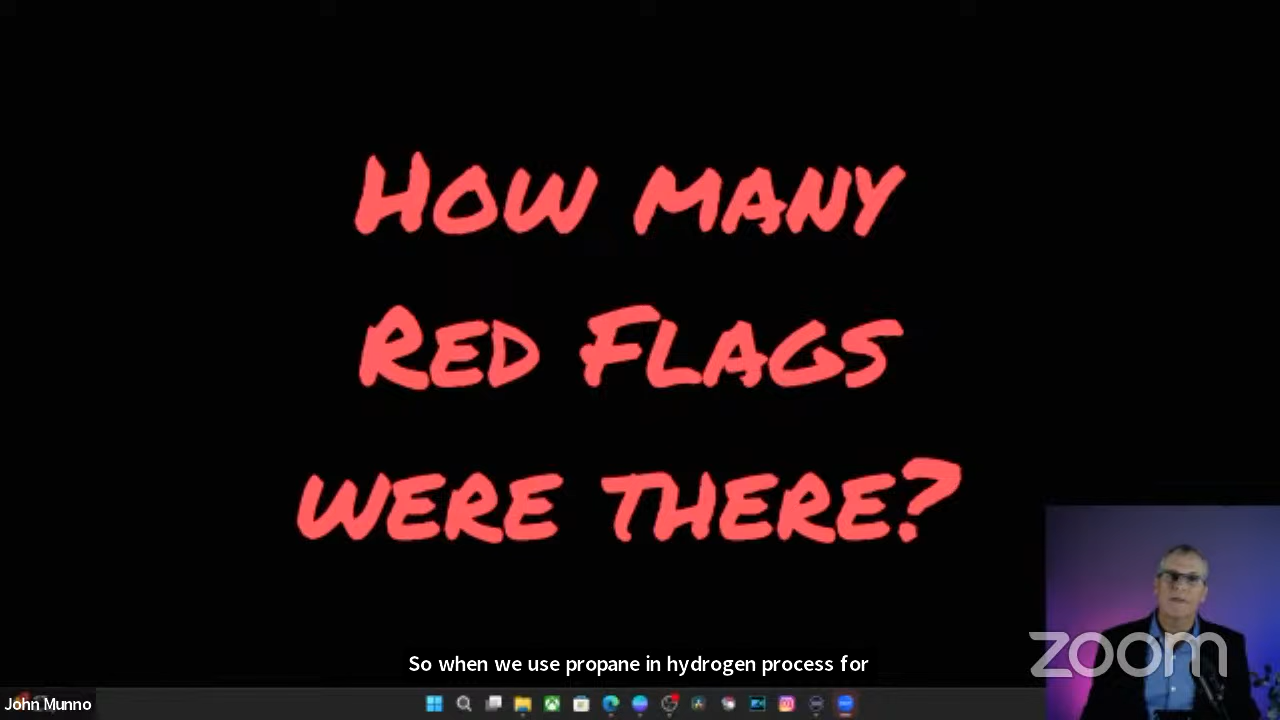 How many
Red Flags
were there?
zoom
So when we use propane in hydrogen process for
John Munno